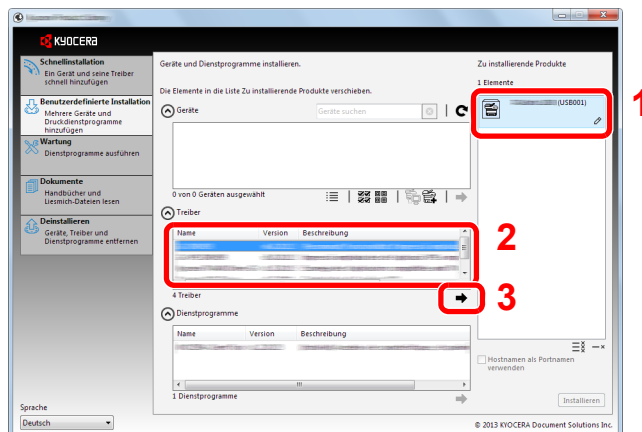 KYOCERA
Schnellinstallation
Ein Gerät und seine Treiber
schnell hinzufügen
Benutzerdefinierte Installation
Mehrere Geräte und
Druckdienstprogramme
hinzufügen
Wartung
Dienstprogramme ausführen
Dokumente
Handbücher und
Liesmich-Dateien lesen
Deinstallieren
Geräte, Treiber und
Dienstprogramme entfernen
Sprache
Deutsch
Geräte und Dienstprogramme installieren.
Die Elemente in die Liste Zu installierende Produkte verschieben.
Geräte
Geräte suchen
0 von 0 Geräten ausgewählt
Treiber
Name Version Beschreibung
2
4 Treiber
3
Dienstprogramme
Name Version Beschreibung
1 Dienstprogramme
Zu installierende Produkte
1 Elemente
(USB001)
1
Hostnamen als Portnamen
verwenden
Installieren
© 2013 KYOCERA Document Solutions Inc.